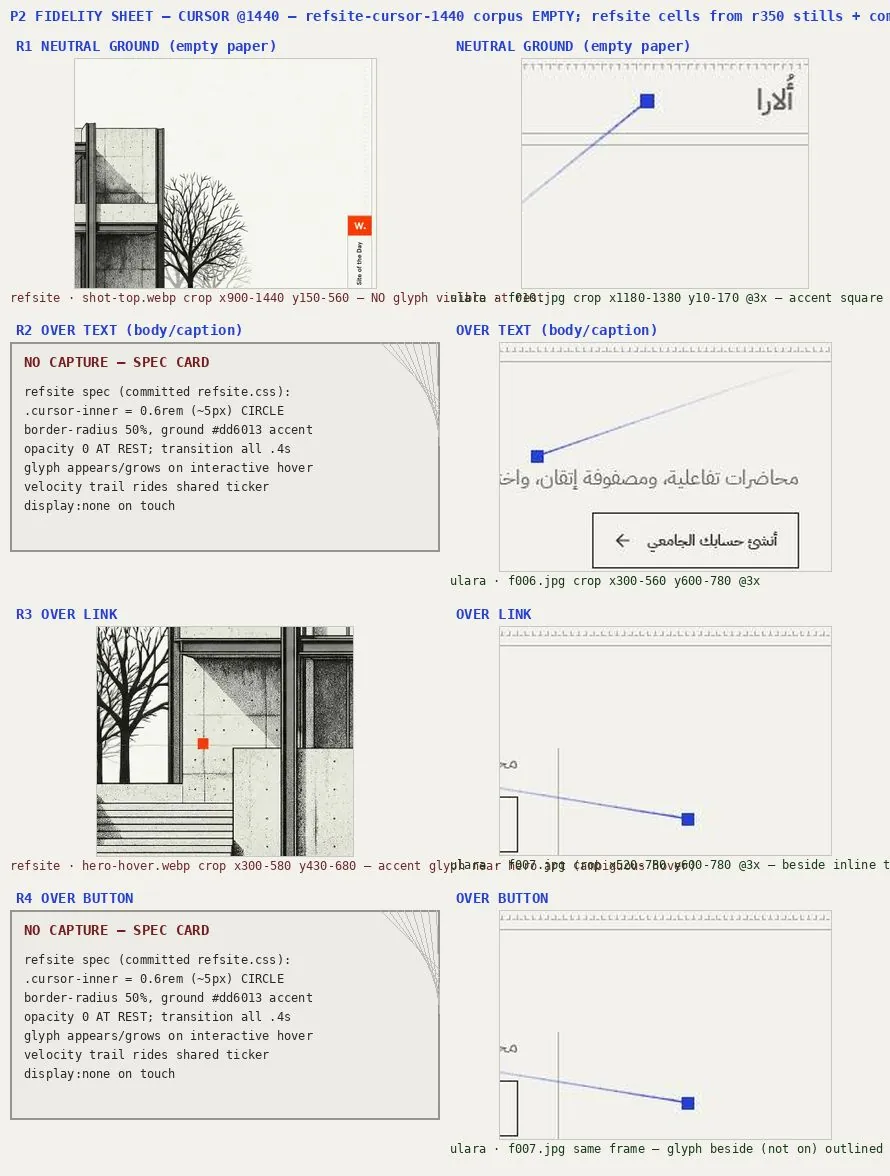 P2 FIDELITY SHEET — CURSOR @1440 — refsite-cursor-1440 corpus EMPTY; refsite cells from r350 stills + con
R1 NEUTRAL GROUND (empty paper)
NEUTRAL GROUND (empty paper)
ألارا
W.
Site of the Day
refsite · shot-top.webp crop x900-1440 y150-560 — NO glyph visible at rest
ulara · f010.jpg crop x1180-1380 y10-170 @3x — accent square
R2 OVER TEXT (body/caption)
OVER TEXT (body/caption)
NO CAPTURE — SPEC CARD
refsite spec (committed refsite.css):
.cursor-inner = 0.6rem (~5px) CIRCLE
border-radius 50%, ground #dd6013 accent
opacity 0 AT REST; transition all .4s
glyph appears/grows on interactive hover
velocity trail rides shared ticker
display:none on touch
محاضرات تفاعلية، ومصفوفة إتقان، واخت
أنشئ حسابك الجامعي ←
ulara · f006.jpg crop x300-560 y600-780 @3x
R3 OVER LINK
OVER LINK
مح
refsite · hero-hover.webp crop x300-580 y430-680 — accent glyph near hero art (ambiguous hover)
ulara · f007.jpg crop x520-780 y600-780 @3x — beside inline t
R4 OVER BUTTON
OVER BUTTON
NO CAPTURE — SPEC CARD
refsite spec (committed refsite.css):
.cursor-inner = 0.6rem (~5px) CIRCLE
border-radius 50%, ground #dd6013 accent
opacity 0 AT REST; transition all .4s
glyph appears/grows on interactive hover
velocity trail rides shared ticker
display:none on touch
مح
ulara · f007.jpg same frame — glyph beside (not on) outlined